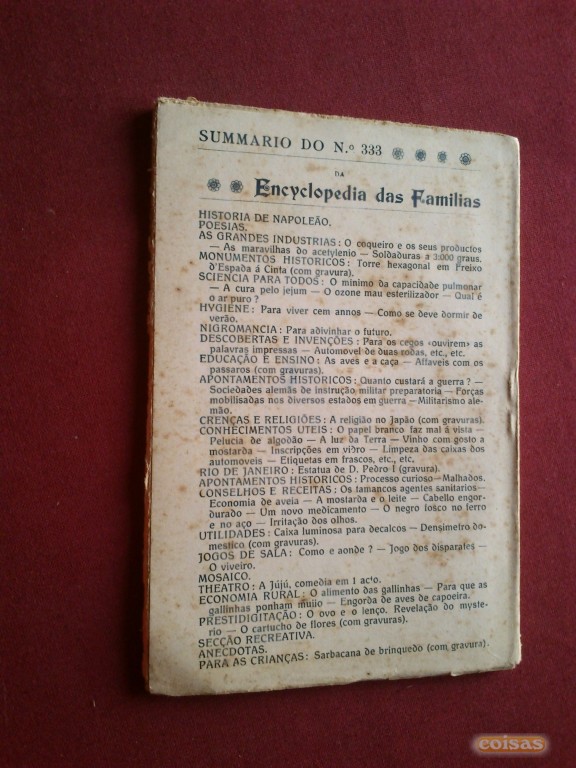 SUMMARIO DO N.º 333
DA
Encyclopedia das Familias
HISTORIA DE NAPOLEÃO.
POESIAS.
AS GRANDES INDUSTRIAS: O coqueiro e os seus productos
— As maravilhas do acetylenio — Soldaduras a 3:000 graus.
MONUMENTOS HISTORICOS: Torre hexagonal em Freixo
d'Espada á Cinta (com gravura).
SCIENCIA PARA TODOS: O minimo da capacidade pulmonar
— A cura pelo jejum — O ozone mau esterilizador — Qual é
o ar puro?
HYGIENE: Para viver cem annos — Como se deve dormir de
verão.
NIGROMANCIA: Para adivinhar o futuro.
DESCOBERTAS E INVENÇÕES: Para os cegos «ouvirem» as
palavras impressas — Automovel de duas rodas, etc., etc.
EDUCAÇÃO E ENSINO: As aves e a caça — Affaveis com os
passaros (com gravuras).
APONTAMENTOS HISTORICOS: Quanto custará a guerra? —
Sociedades alemãs de instrução militar preparatoria — Forças
mobilisadas nos diversos estados em guerra — Militarismo ale-
mão.
CRENÇAS E RELIGIÕES: A religião no Japão (com gravuras).
CONHECIMENTOS UTEIS: O papel branco faz mal á vista —
Pelucia de algodão — A luz da Terra — Vinho com gosto a
mostarda — Inscripções em vidro — Limpeza das caixas dos
automoveis — Etiquetas em frascos, etc., etc.
RIO DE JANEIRO: Estatua de D. Pedro I (gravura).
APONTAMENTOS HISTORICOS: Processo curioso — Malhados.
CONSELHOS E RECEITAS: Os tamancos agentes sanitarios —
Economia de aveia — A mostarda e o leite — Cabello engor-
durado — Um novo medicamento — O negro fosco no ferro
e no aço — Irritação dos olhos.
UTILIDADES: Caixa luminosa para decalcos — Densimetro do-
mestico (com gravuras).
JOGOS DE SALA: Como e aonde? — Jogo dos disparates —
O viveiro.
MOSAICO.
THEATRO: A Jújú, comedia em 1 acto.
ECONOMIA RURAL: O alimento das gallinhas — Para que as
gallinhas ponham muito — Engorda de aves de capoeira.
PRESTIDIGITAÇÃO: O ovo e o lenço. Revelação do myste-
rio — O cartucho de flores (com gravuras).
SECÇÃO RECREATIVA.
ANECDOTAS.
PARA AS CRIANÇAS: Sarbacana de brinquedo (com gravura).
coisas